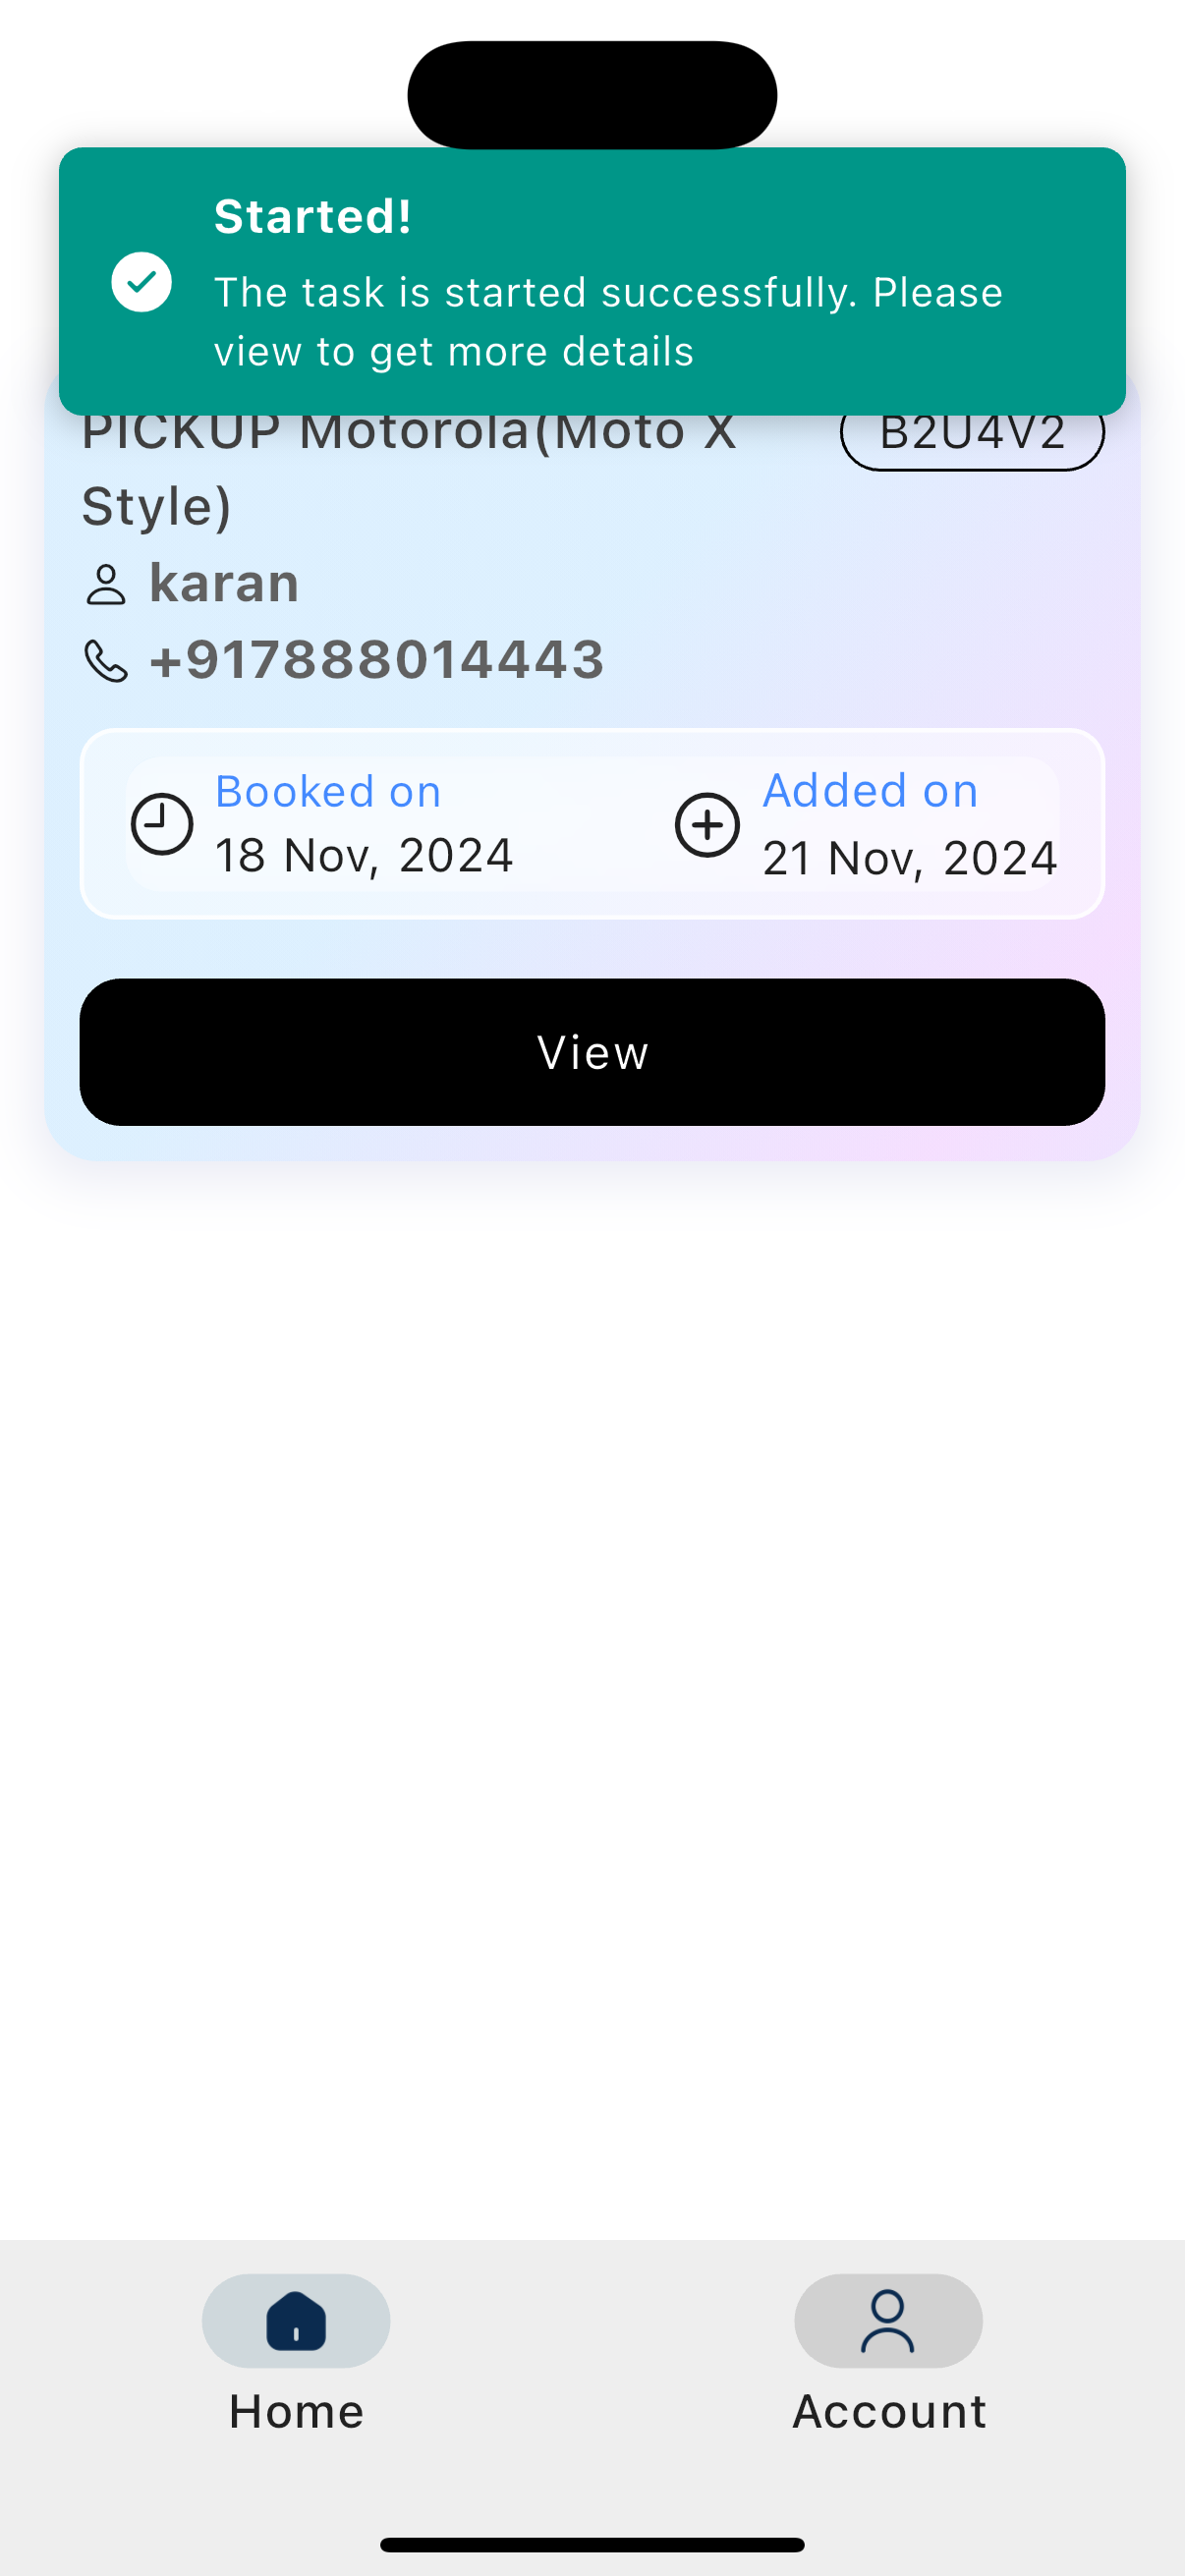 Started!
The task is started successfully. Please
view to get more details
PICKUP Motorola(Moto X
Style)
B2U4V2
karan
+917888014443
Booked on
18 Nov, 2024
Added on
21 Nov, 2024
View
Home
Account